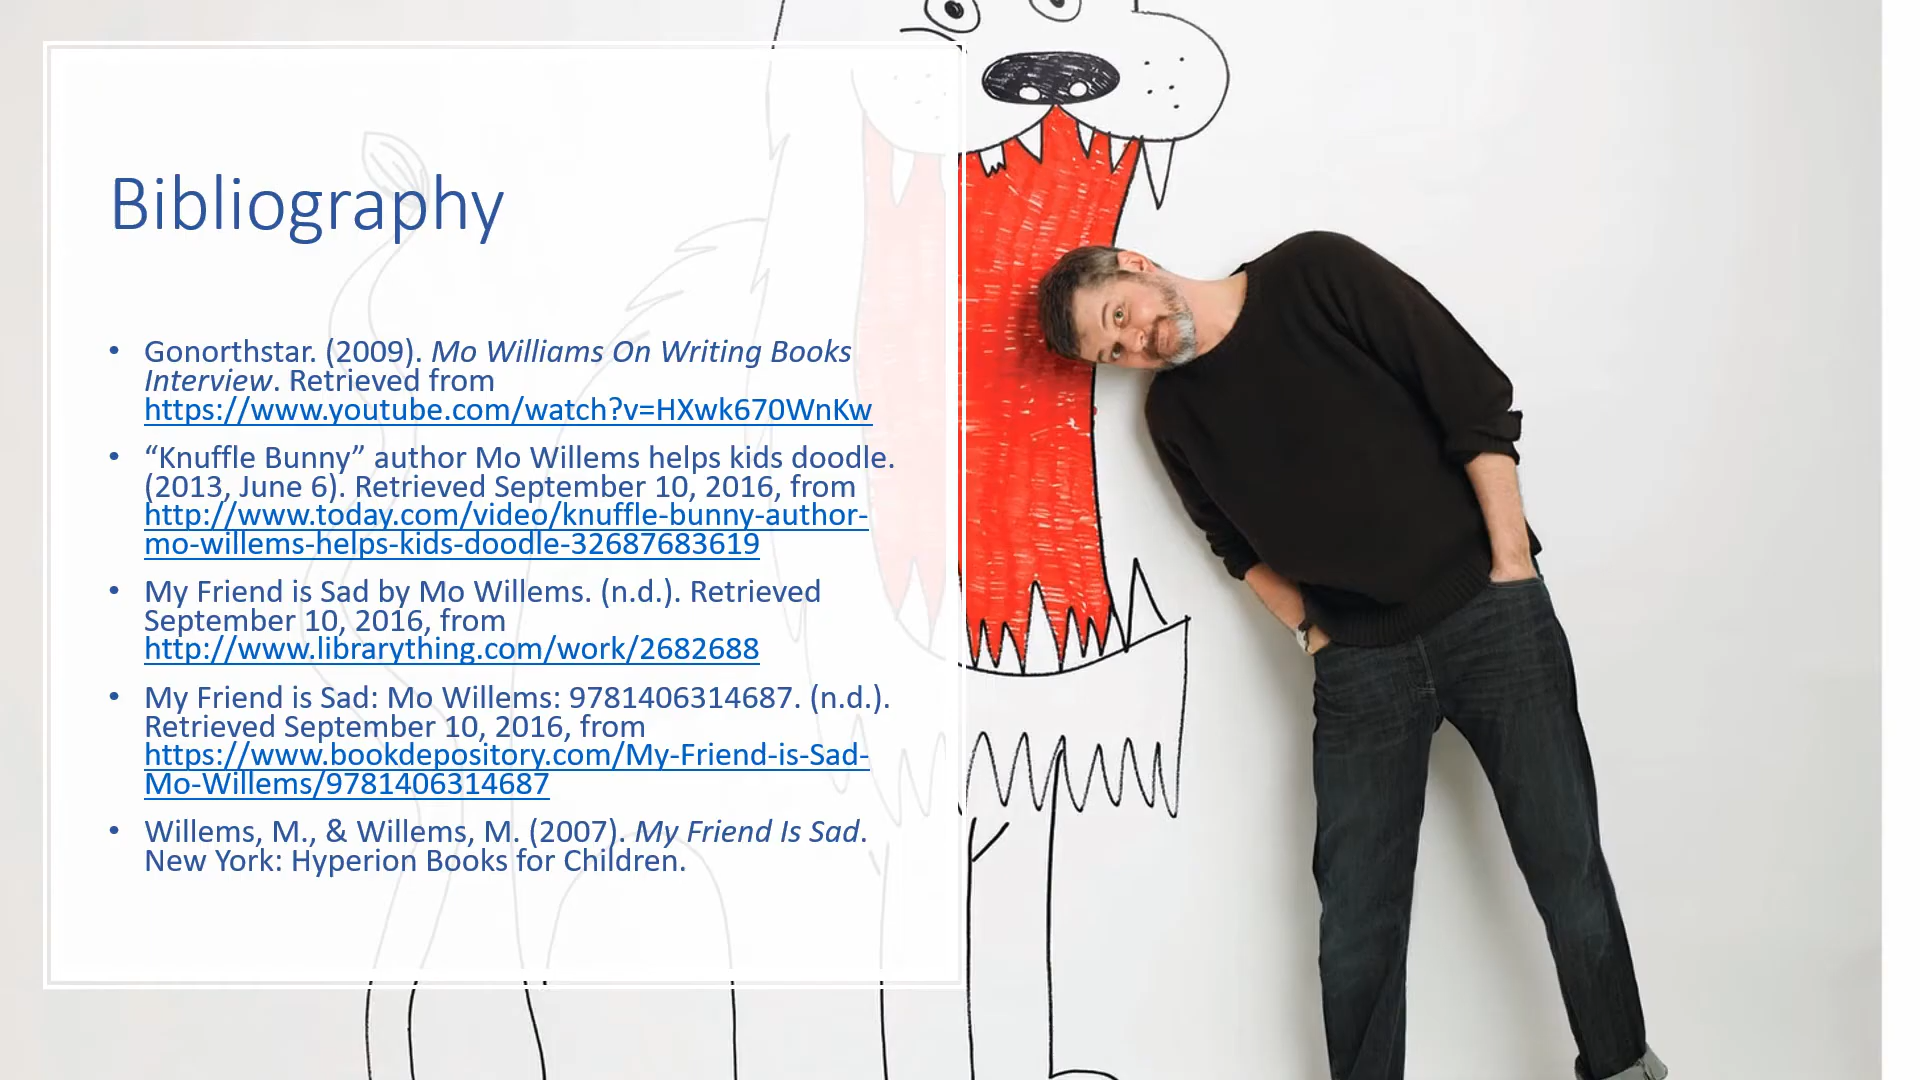 Bibliography
• Gonorthstar. (2009). Mo Williams On Writing Books
Interview. Retrieved from
https://www.youtube.com/watch?v=HXwk670WnKw
• “Knuffle Bunny” author Mo Willems helps kids doodle.
(2013, June 6). Retrieved September 10, 2016, from
http://www.today.com/video/knuffle-bunny-author-
mo-willems-helps-kids-doodle-32687683619
• My Friend is Sad by Mo Willems. (n.d.). Retrieved
September 10, 2016, from
http://www.librarything.com/work/2682688
• My Friend is Sad: Mo Willems: 9781406314687. (n.d.).
Retrieved September 10, 2016, from
https://www.bookdepository.com/My-Friend-is-Sad-
Mo-Willems/9781406314687
• Willems, M., & Willems, M. (2007). My Friend Is Sad.
New York: Hyperion Books for Children.